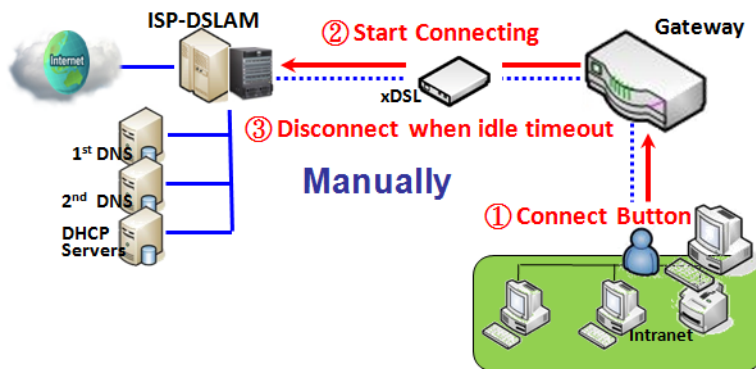 ISP-DSLAM
② Start Connecting
Gateway
Internet
xDSL
③ Disconnect when idle timeout
1st DNS
Manually
2nd DNS
① Connect Button
DHCP
Servers
Intranet